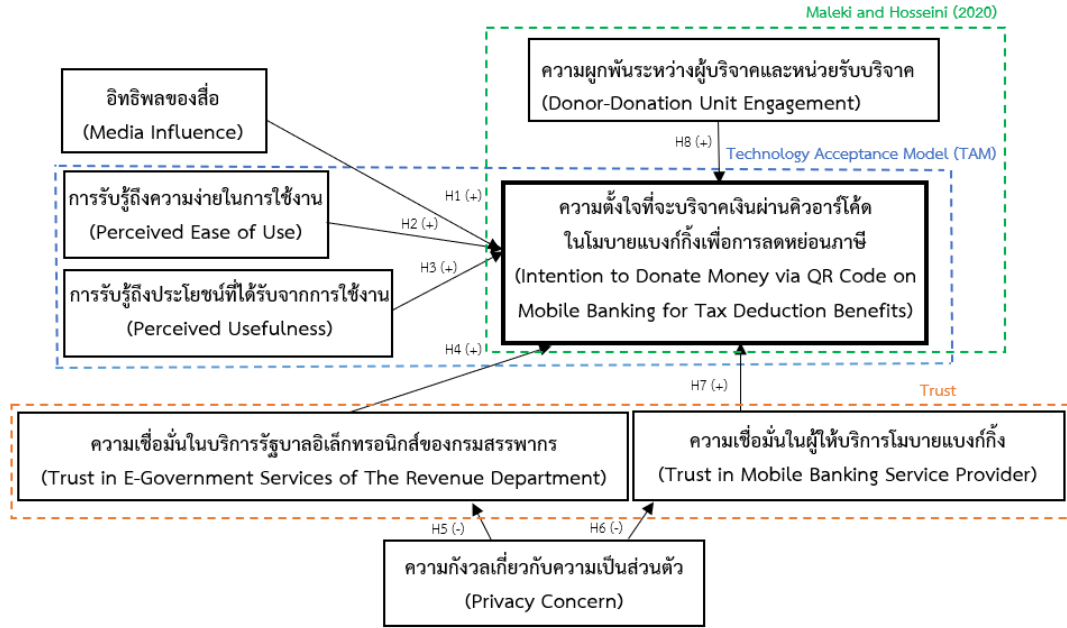 Maleki and Hosseini (2020)
ความผูกพันระหว่างผู้บริจาคและหน่วยรับบริจาค
(Donor-Donation Unit Engagement)
อิทธิพลของสื่อ
(Media Influence)
H8 (+)
Technology Acceptance Model (TAM)
การรับรู้ถึงความง่ายในการใช้งาน
(Perceived Ease of Use)
H1 (+)
H2 (+)
H3 (+)
ความตั้งใจที่จะบริจาคเงินผ่านคิวอาร์โค้ด
ในโมบายแบงก์กิ้งเพื่อการลดหย่อนภาษี
(Intention to Donate Money via QR Code on
Mobile Banking for Tax Deduction Benefits)
การรับรู้ถึงประโยชน์ที่ได้รับจากการใช้งาน
(Perceived Usefulness)
H4 (+)
H7 (+)
Trust
ความเชื่อมั่นในบริการรัฐบาลอิเล็กทรอนิกส์ของกรมสรรพากร
(Trust in E-Government Services of The Revenue Department)
ความเชื่อมั่นในผู้ให้บริการโมบายแบงก์กิ้ง
(Trust in Mobile Banking Service Provider)
H5 (-)
H6 (-)
ความกังวลเกี่ยวกับความเป็นส่วนตัว
(Privacy Concern)